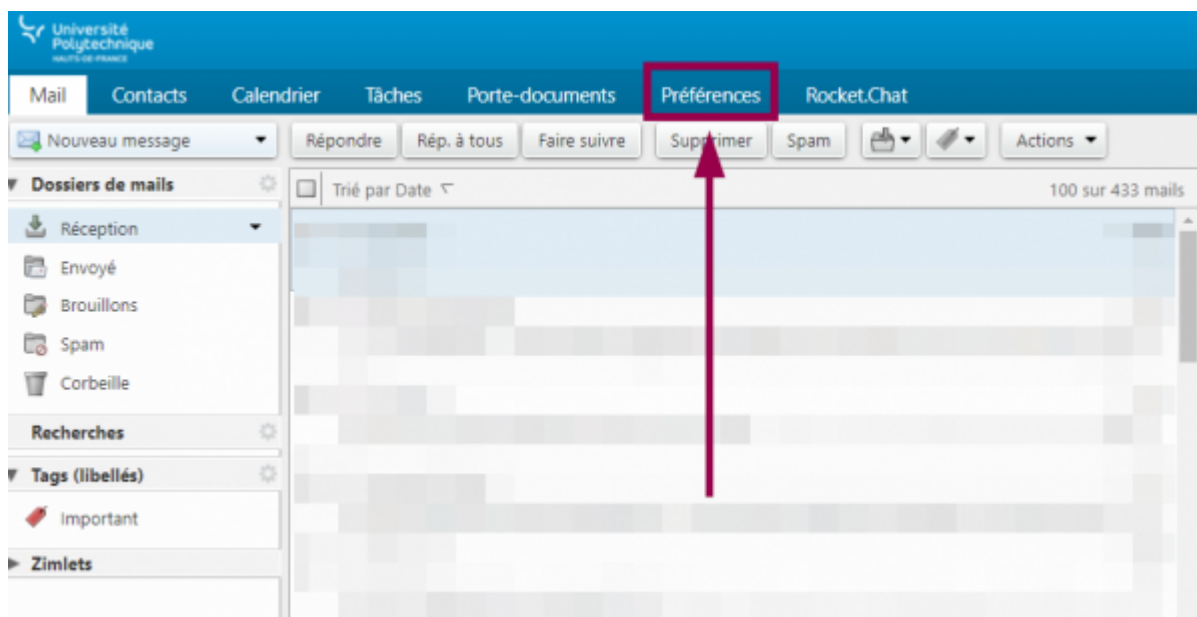 Université
Polytechnique
HAUTS-DE-FRANCE
Mail Contacts Calendrier Tâches Porte-documents Préférences Rocket.Chat
Nouveau message Répondre Rép. à tous Faire suivre Supprimer Spam Actions
Dossiers de mails Trié par Date 100 sur 433 mails
Réception
Envoyé
Brouillons
Spam
Corbeille
Recherches
Tags (libellés)
Important
Zimlets